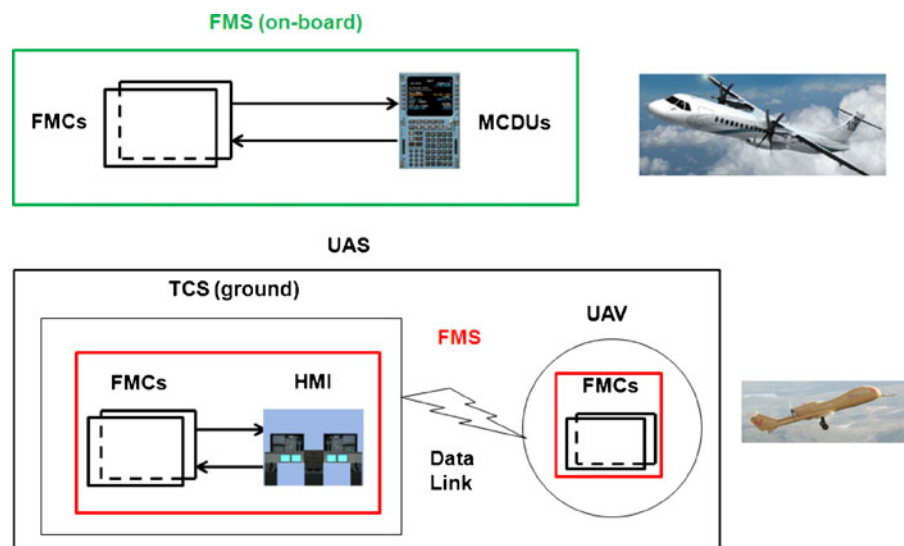 FMS (on-board)
FMCs
MCDUs
UAS
TCS (ground)
UAV
FMS
FMCs
HMI
FMCs
Data
Link